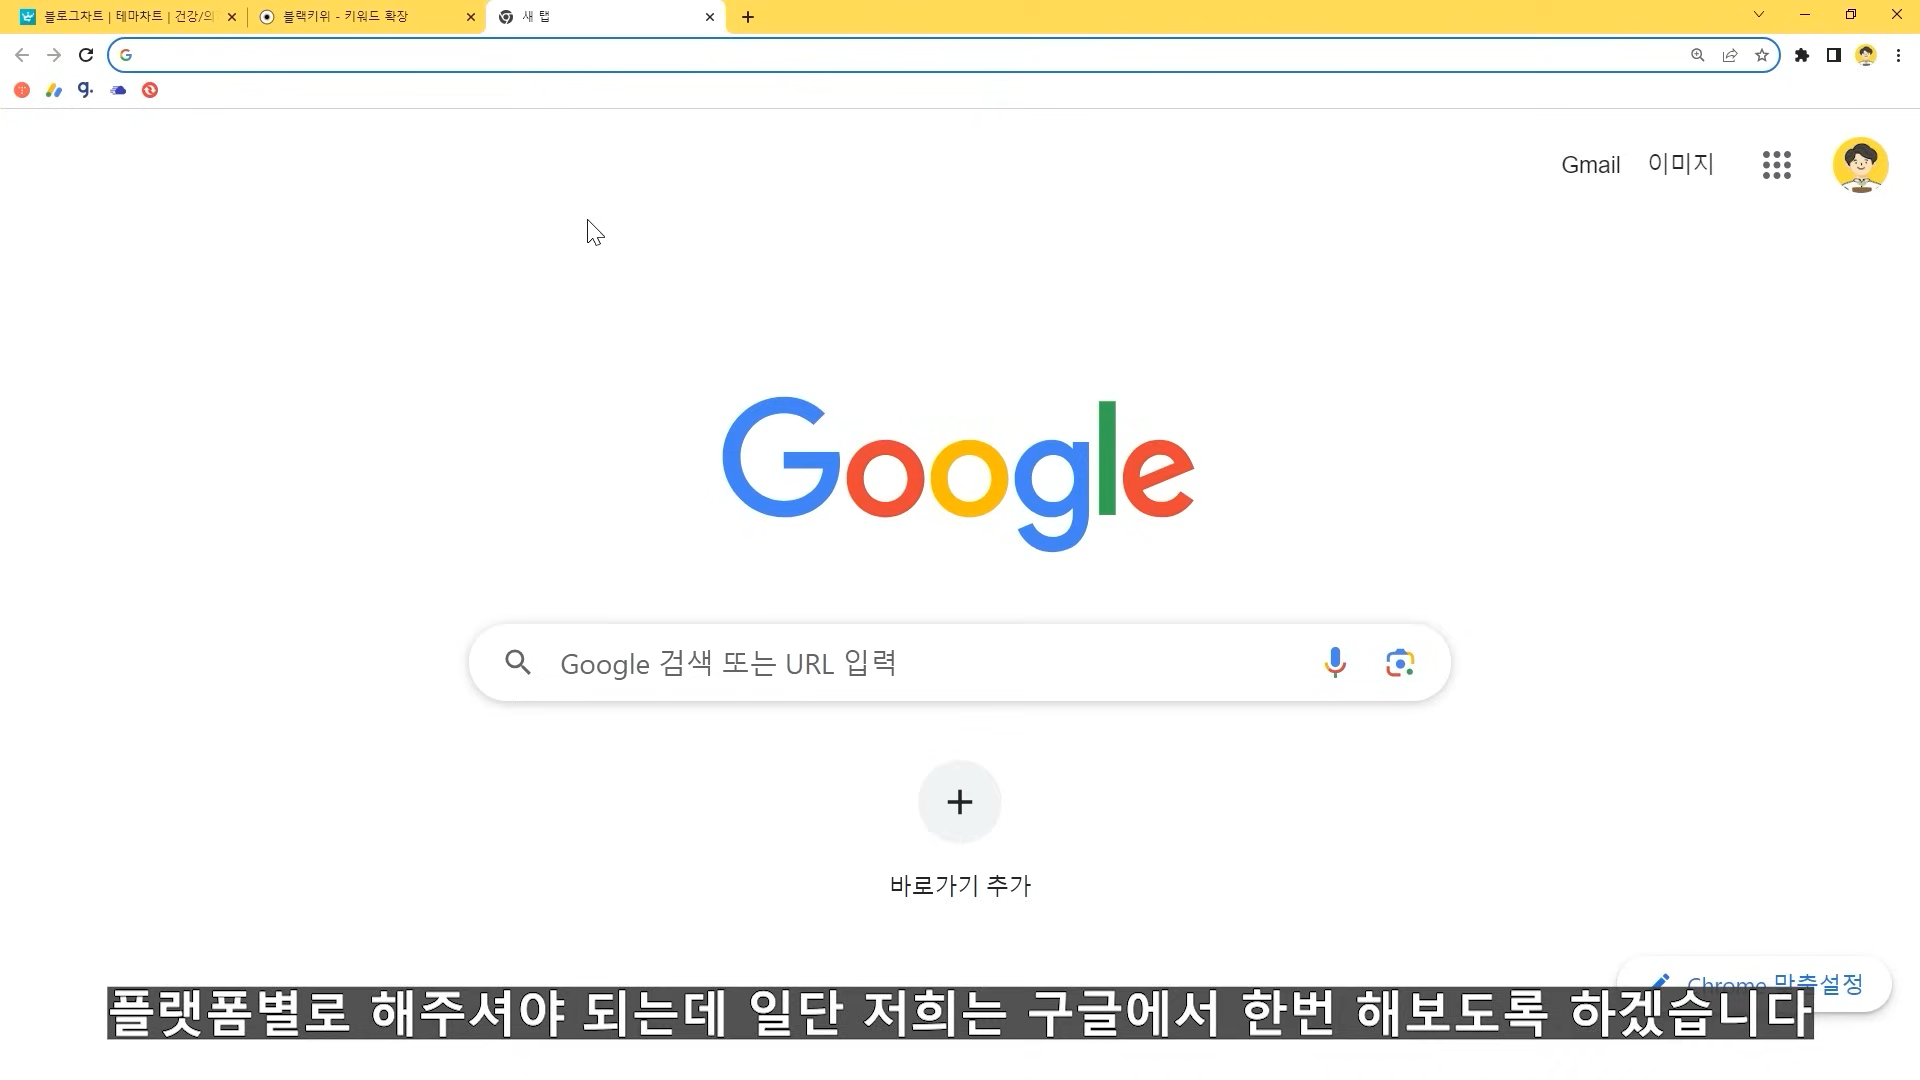 블로그차트 | 테마차트 | 건강/의
블랙키위 - 키워드 확장
새 탭
g.
Gmail 이미지
Google
Google 검색 또는 URL 입력
바로가기 추가
Chrome 맞춤설정
플랫폼별로 해주셔야 되는데 일단 저희는 구글에서 한번 해보도록 하겠습니다